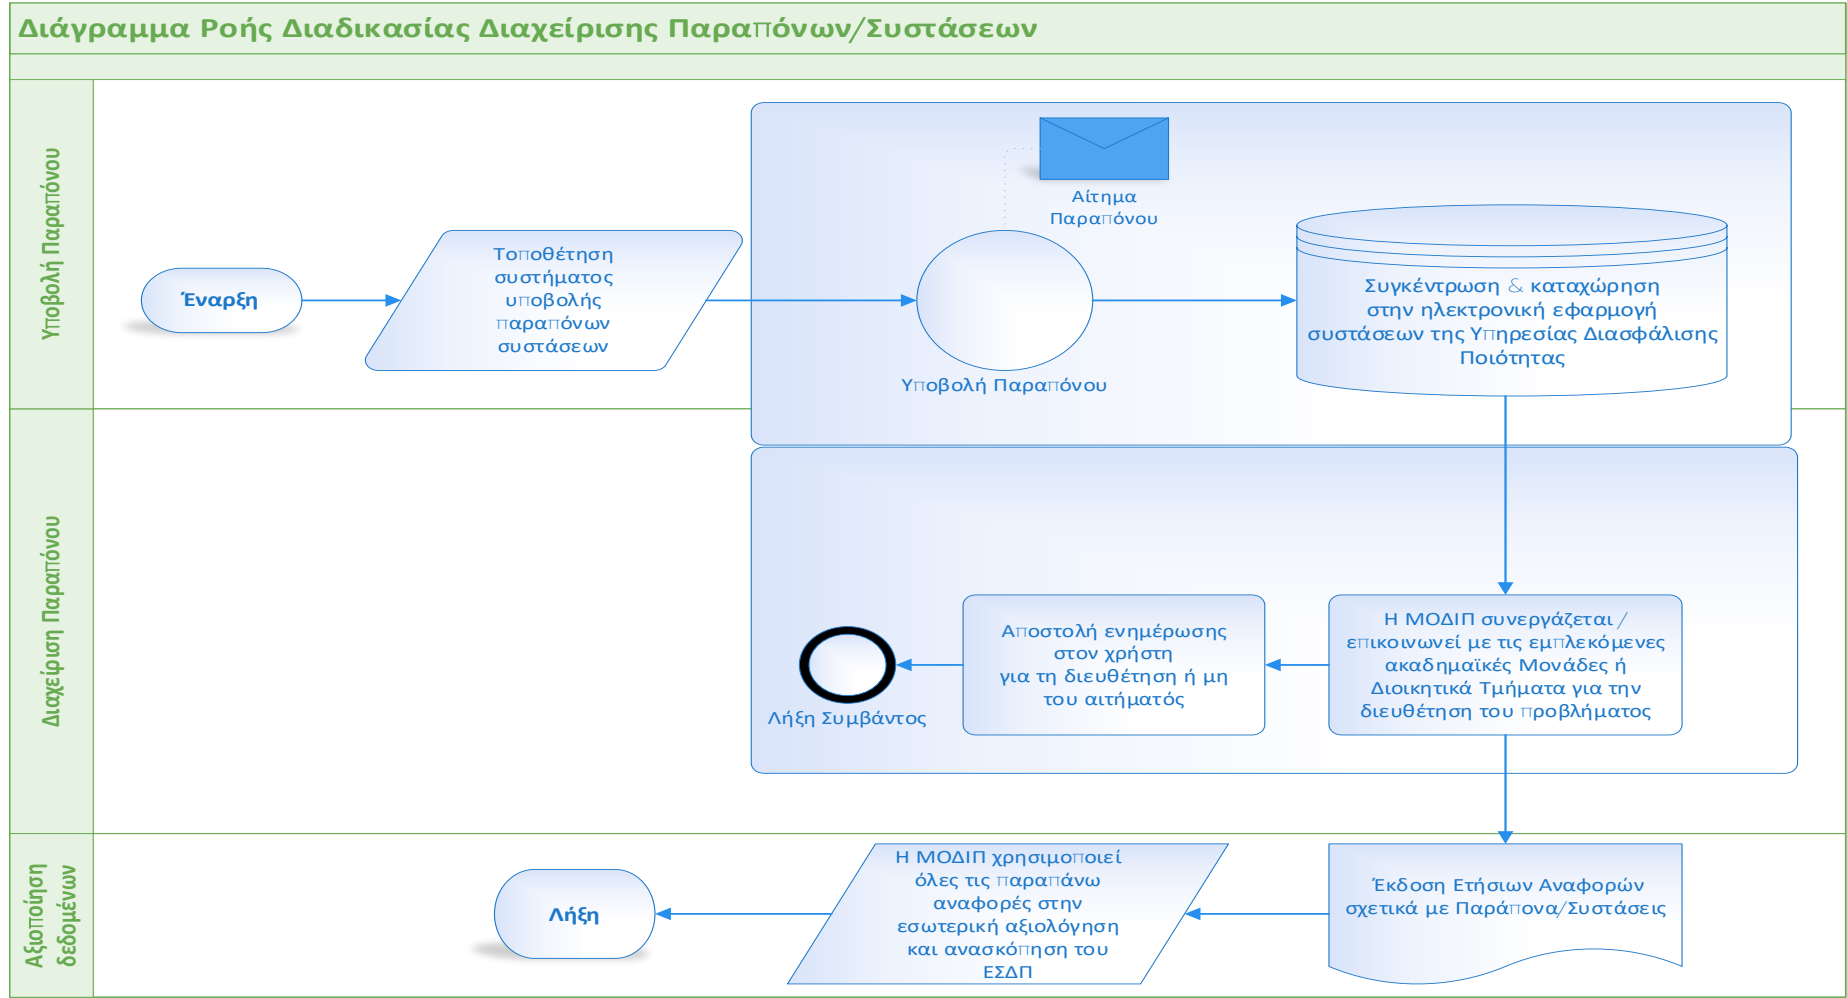 Διάγραμμα Ροής Διαδικασίας Διαχείρισης Παραπόνων/Συστάσεων
Υποβολή Παραπόνου
Έναρξη
Τοποθέτηση
συστήματος
υποβολής
παραπόνων
συστάσεων
Αίτημα
Παραπόνου
Υποβολή Παραπόνου
Συγκέντρωση & καταχώρηση
στην ηλεκτρονική εφαρμογή
συστάσεων της Υπηρεσίας Διασφάλισης
Ποιότητας
Διαχείριση Παραπόνου
Η ΜΟΔΙΠ συνεργάζεται /
επικοινωνεί με τις εμπλεκόμενες
ακαδημαϊκές Μονάδες ή
Διοικητικά Τμήματα για την
διευθέτηση του προβλήματος
Αποστολή ενημέρωσης
στον χρήστη
για τη διευθέτηση ή μη
του αιτήματός
Λήξη Συμβάντος
Αξιοποίηση
δεδομένων
Έκδοση Ετήσιων Αναφορών
σχετικά με Παράπονα/Συστάσεις
Η ΜΟΔΙΠ χρησιμοποιεί
όλες τις παραπάνω
αναφορές στην
εσωτερική αξιολόγηση
και ανασκόπηση του
ΕΣΔΠ
Λήξη